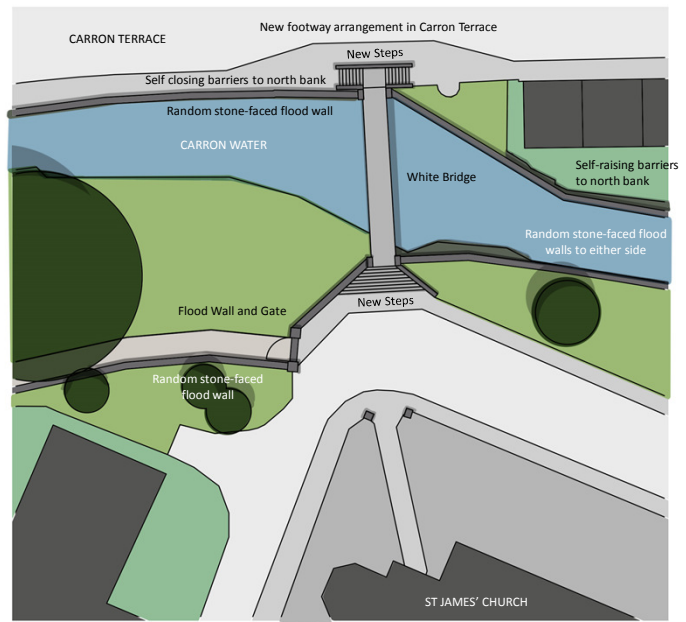 New footway arrangement in Carron Terrace
CARRON TERRACE
New Steps
Self closing barriers to north bank
Random stone-faced flood wall
CARRON WATER
Self-raising barriers
to north bank
White Bridge
Random stone-faced flood
walls to either side
New Steps
Flood Wall and Gate
Random stone-faced
flood wall
ST JAMES' CHURCH